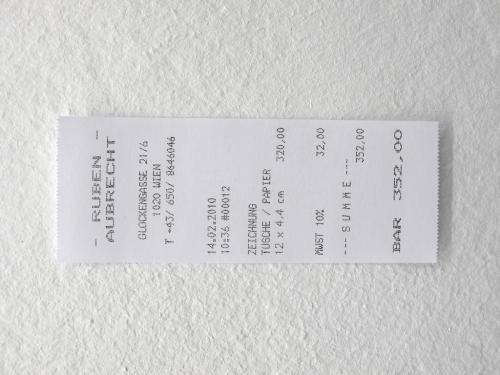 - RUBEN -
AUBRECHT
GLOCKENGASSE 21/6
1020 WIEN
T +43/ 650/ 8646046
14.02.2010
10:36 #00012
ZEICHNUNG
TUSCHE / PAPIER 320,00
12 x 4,4 cm
MWST 10% 32,00
--- S U M M E ---
352,00
BAR 352,00